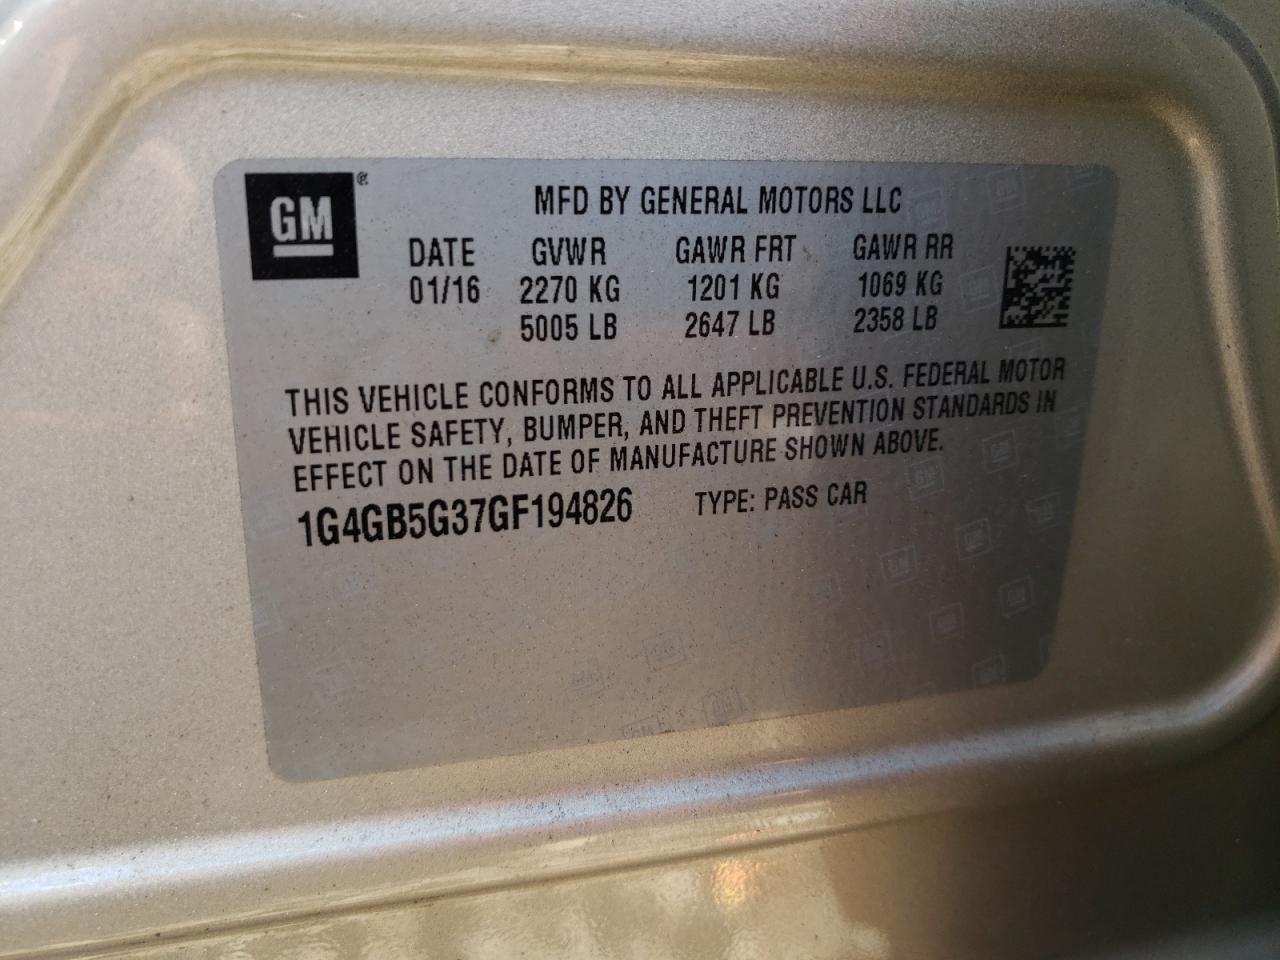 GM®
MFD BY GENERAL MOTORS LLC
DATE GVWR GAWR FRT GAWR RR
01/16 2270 KG 1201 KG 1069 KG
5005 LB 2647 LB 2358 LB
THIS VEHICLE CONFORMS TO ALL APPLICABLE U.S. FEDERAL MOTOR
VEHICLE SAFETY, BUMPER, AND THEFT PREVENTION STANDARDS IN
EFFECT ON THE DATE OF MANUFACTURE SHOWN ABOVE.
1G4GB5G37GF194826 TYPE: PASS CAR